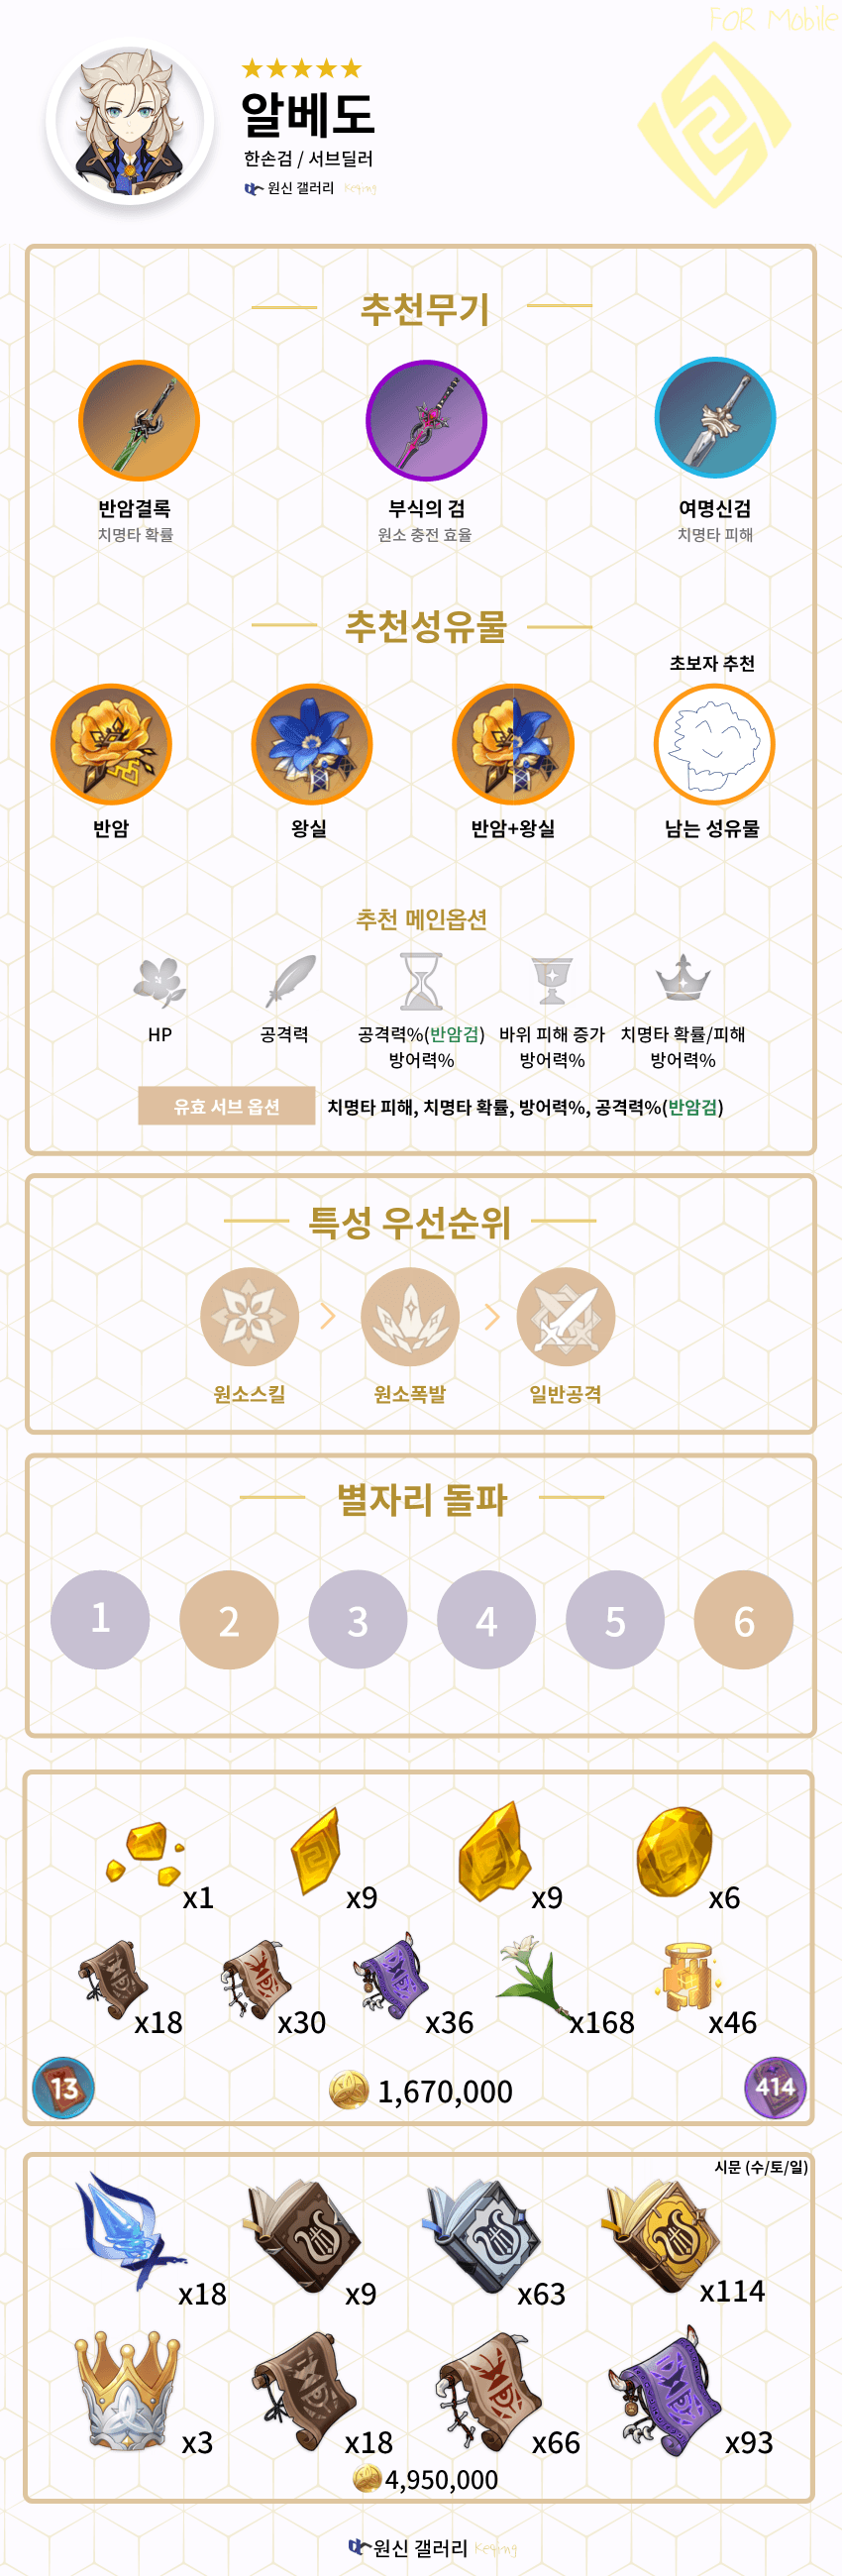 FOR Mobile
알베도
한손검 / 서브딜러
원신 갤러리 Keqing
추천무기
반암결록 부식의 검 여명신검
치명타 확률 원소 충전 효율 치명타 피해
추천성유물
초보자 추천
반암 왕실 반암+왕실 남는 성유물
추천 메인옵션
HP 공격력 공격력%(반암검) 바위 피해 증가 치명타 확률/피해
방어력% 방어력% 방어력%
유효 서브 옵션 치명타 피해, 치명타 확률, 방어력%, 공격력%(반암검)
특성 우선순위
원소스킬 원소폭발 일반공격
별자리 돌파
1 2 3 4 5 6
x1 x9 x9 x6
x18 x30 x36 x168 x46
13 1,670,000 414
시문 (수/토/일)
x18 x9 x63 x114
x3 x18 x66 x93
4,950,000
원신 갤러리 Keqing